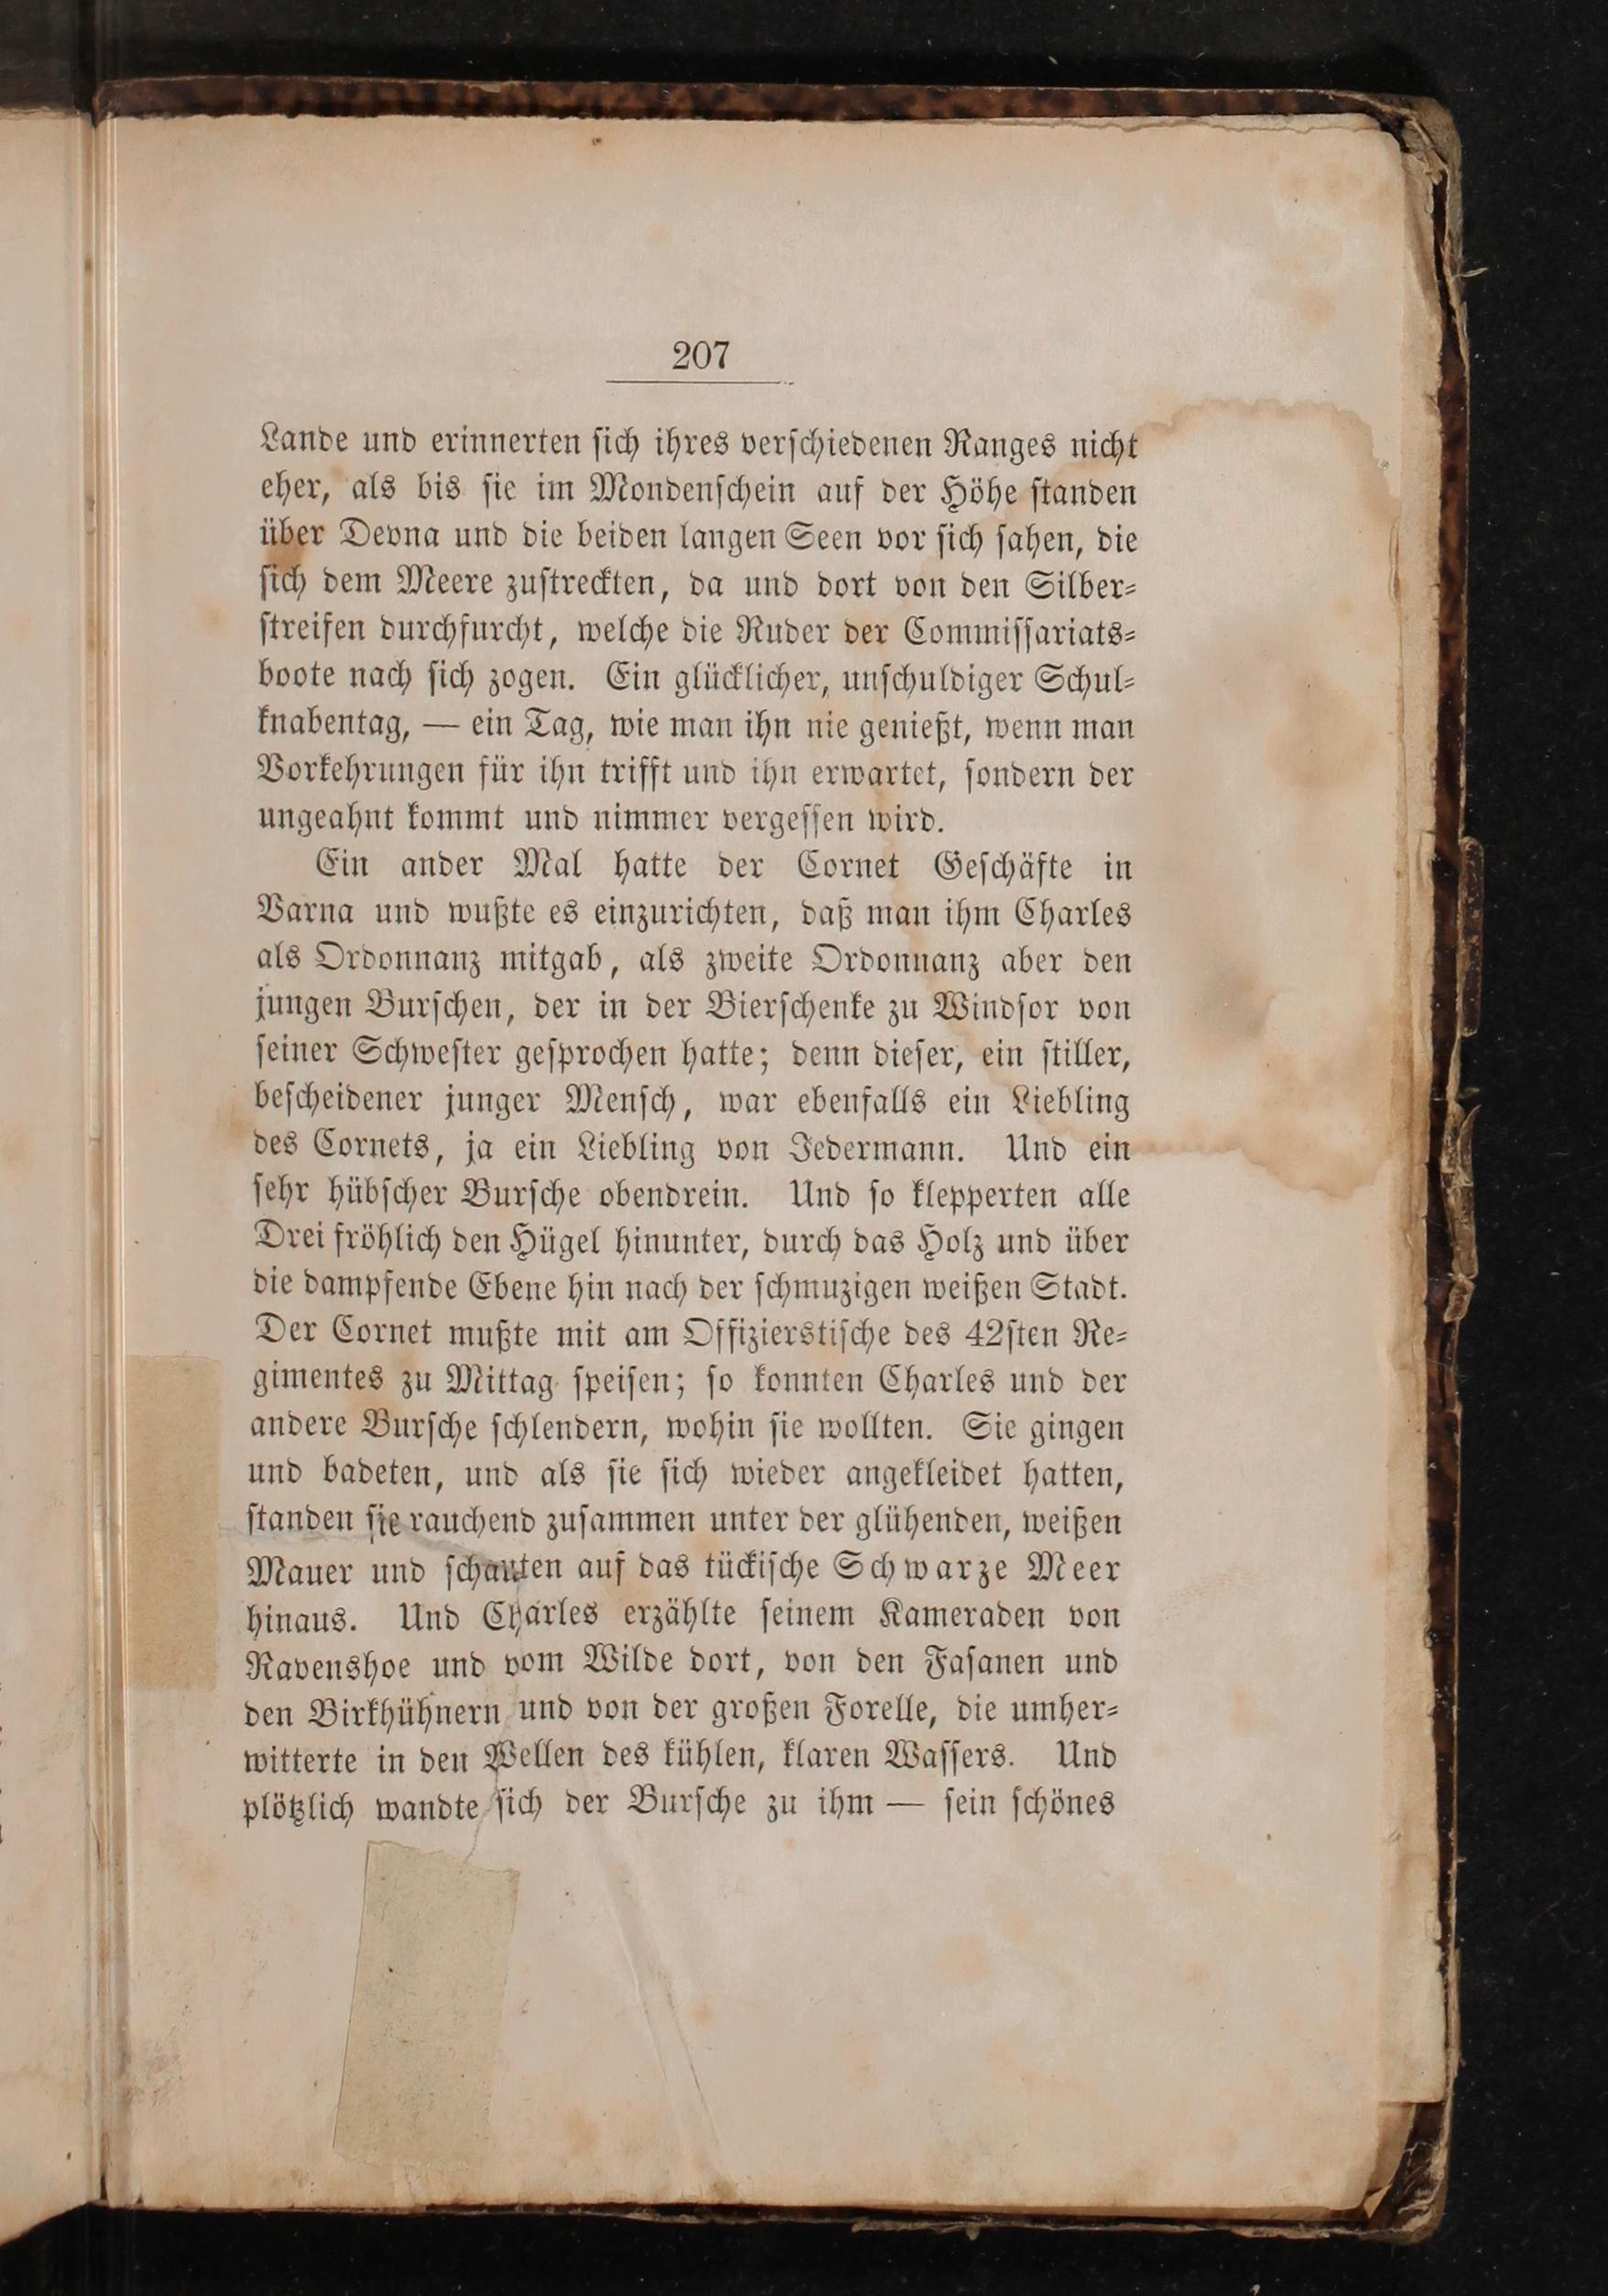 207
Lande und erinnerten ſich ihres verſchiedenen Ranges nicht
eher, als bis ſie im Mondenſchein auf der Höhe ſtanden
über Devna und die beiden langen Seen vor ſich ſahen, die
ſich dem Meere zuſtreckten, da und dort von den Silber⸗
ſtreifen durchfurcht, welche die Ruder der Commiſſariats⸗
boote nach ſich zogen. Ein glücklicher, unſchuldiger Schul⸗
knabentag, — ein Tag, wie man ihn nie genießt, wenn man
Vorkehrungen für ihn trifft und ihn erwartet, ſondern der
ungeahnt kommt und nimmer vergeſſen wird.
Ein ander Mal hatte der Cornet Geſchäfte in
Varna und wußte es einzurichten, daß man ihm Charles
als Ordonnanz mitgab, als zweite Ordonnanz aber den
jungen Burſchen, der in der Bierſchenke zu Windſor von
ſeiner Schweſter geſprochen hatte; denn dieſer, ein ſtiller,
beſcheidener junger Menſch, war ebenfalls ein Liebling
des Cornets, ja ein Liebling von Jedermann. Und ein
ſehr hübſcher Burſche obendrein. Und ſo klepperten alle
Drei fröhlich den Hügel hinunter, durch das Holz und über
die dampfende Ebene hin nach der ſchmuzigen weißen Stadt.
Der Cornet mußte mit am Offizierstiſche des 42ſten Re⸗
gimentes zu Mittag ſpeiſen; ſo konnten Charles und der
andere Burſche ſchlendern, wohin ſie wollten. Sie gingen
und badeten, und als ſie ſich wieder angekleidet hatten,
ſtanden ſie rauchend zuſammen unter der glühenden, weißen
Mauer und ſchauten auf das tückiſche Schwarze Meer
hinaus. Und Charles erzählte ſeinem Kameraden von
Ravenshoe und vom Wilde dort, von den Faſanen und
den Birkhühnern und von der großen Forelle, die umher⸗
witterte in den Wellen des kühlen, klaren Waſſers. Und
plötzlich wandte ſich der Burſche zu ihm — ſein ſchönes